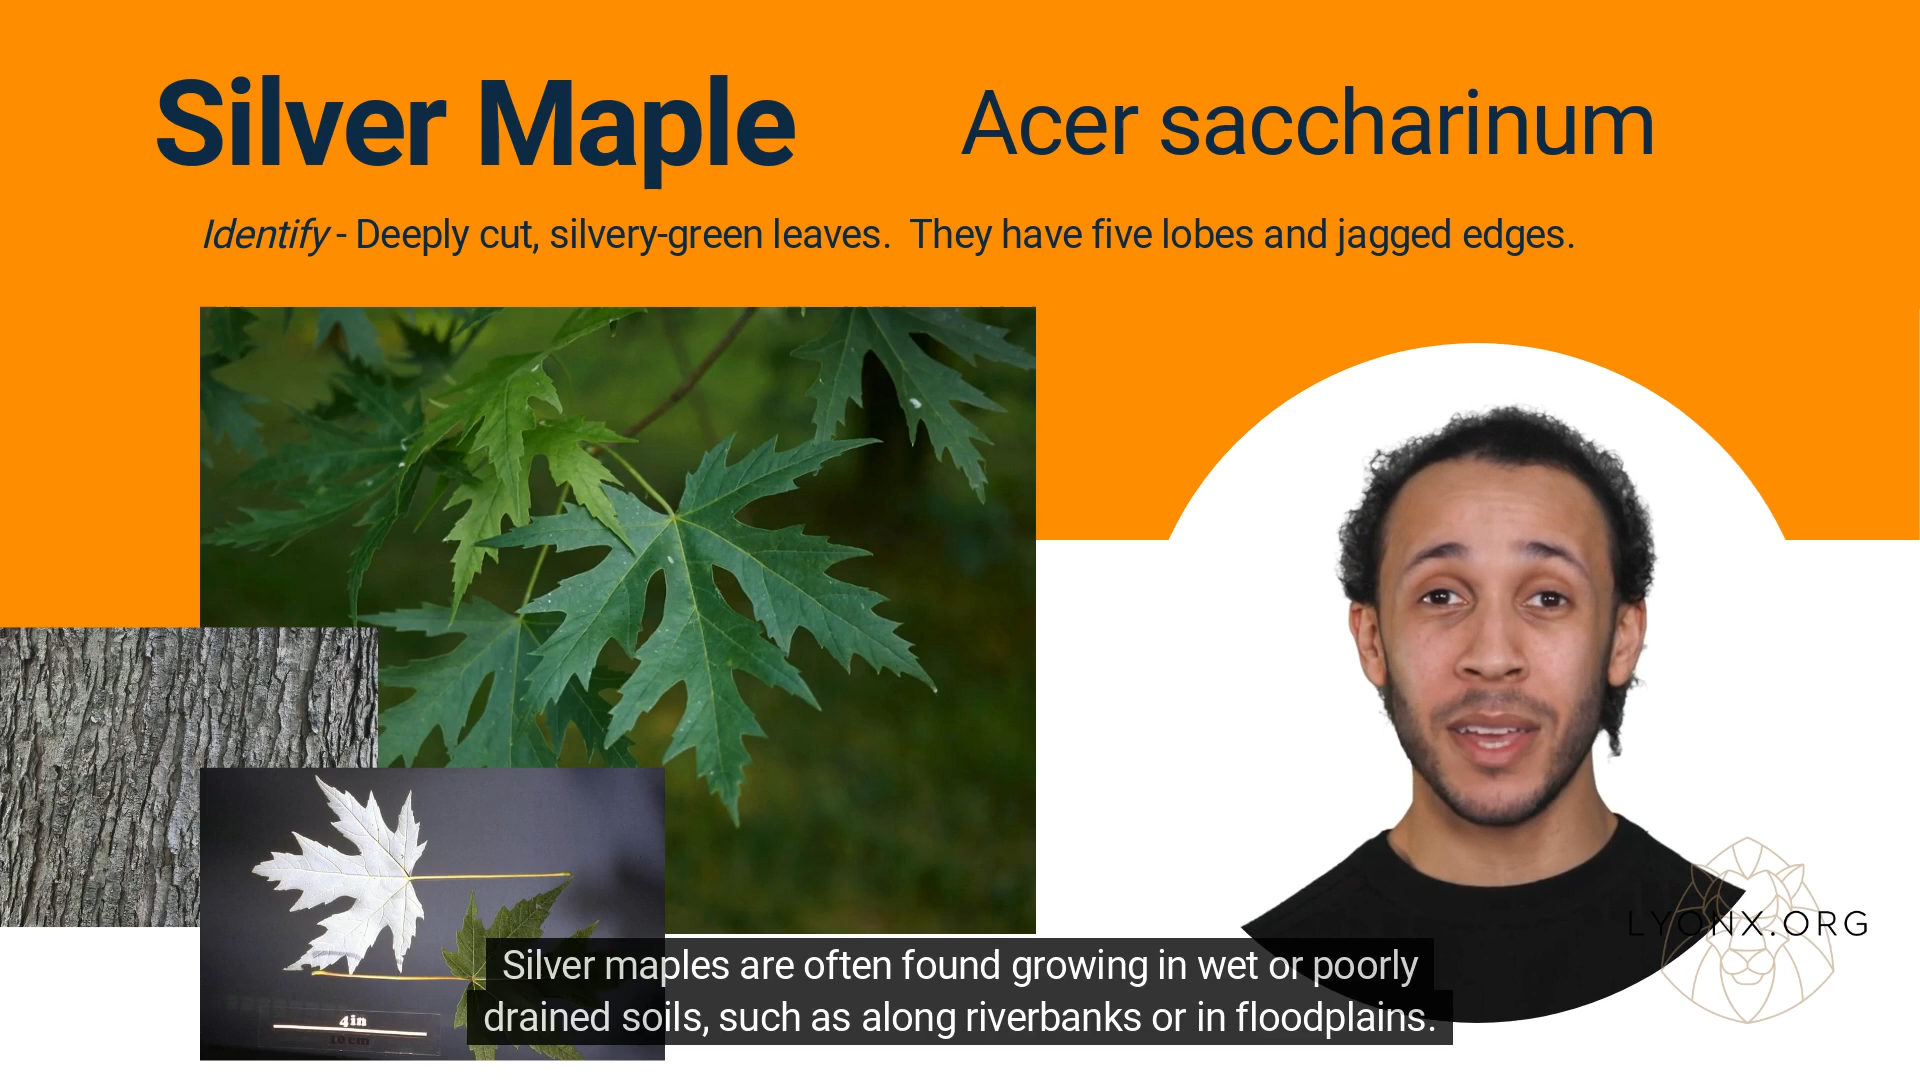 Silver Maple
Acer saccharinum
Identify - Deeply cut, silvery-green leaves.  They have five lobes and jagged edges.
LYONX.ORG
4in
10 cm
Silver maples are often found growing in wet or poorly
drained soils, such as along riverbanks or in floodplains.